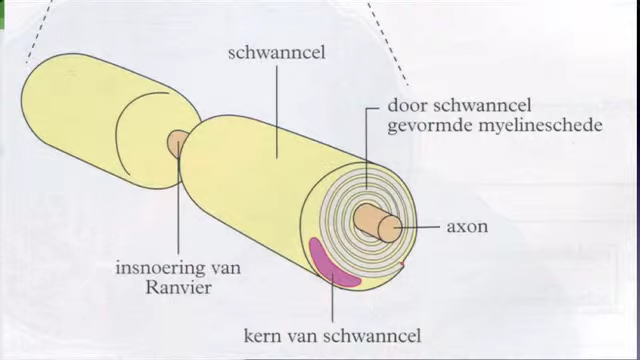 schwanncel
door schwanncel
gevormde myelineschede
axon
insnoering van
Ranvier
kern van schwanncel